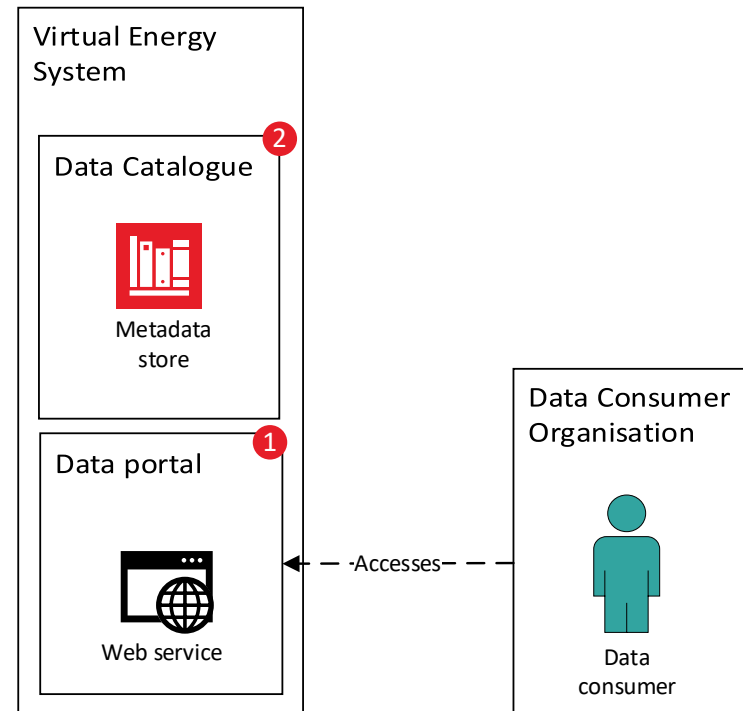 Virtual Energy
System
2
Data Catalogue
Metadata
store
1
Data portal
Web service
Accesses
Data Consumer
Organisation
Data
consumer